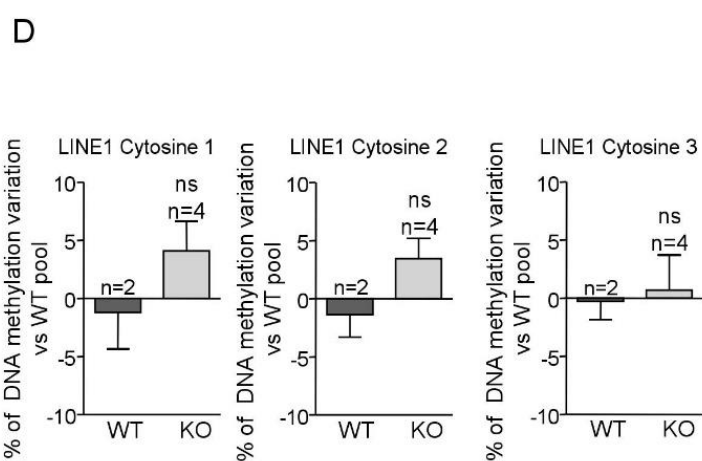 D
LINE1 Cytosine 1
% of DNA methylation variation
vs WT pool
10
5
0
-5
-10
ns
n=4
n=2
WT KO
LINE1 Cytosine 2
% of DNA methylation variation
vs WT pool
10
5
0
-5
-10
ns
n=4
n=2
WT KO
LINE1 Cytosine 3
% of DNA methylation variation
vs WT pool
10
5
0
-5
-10
ns
n=4
n=2
WT KO